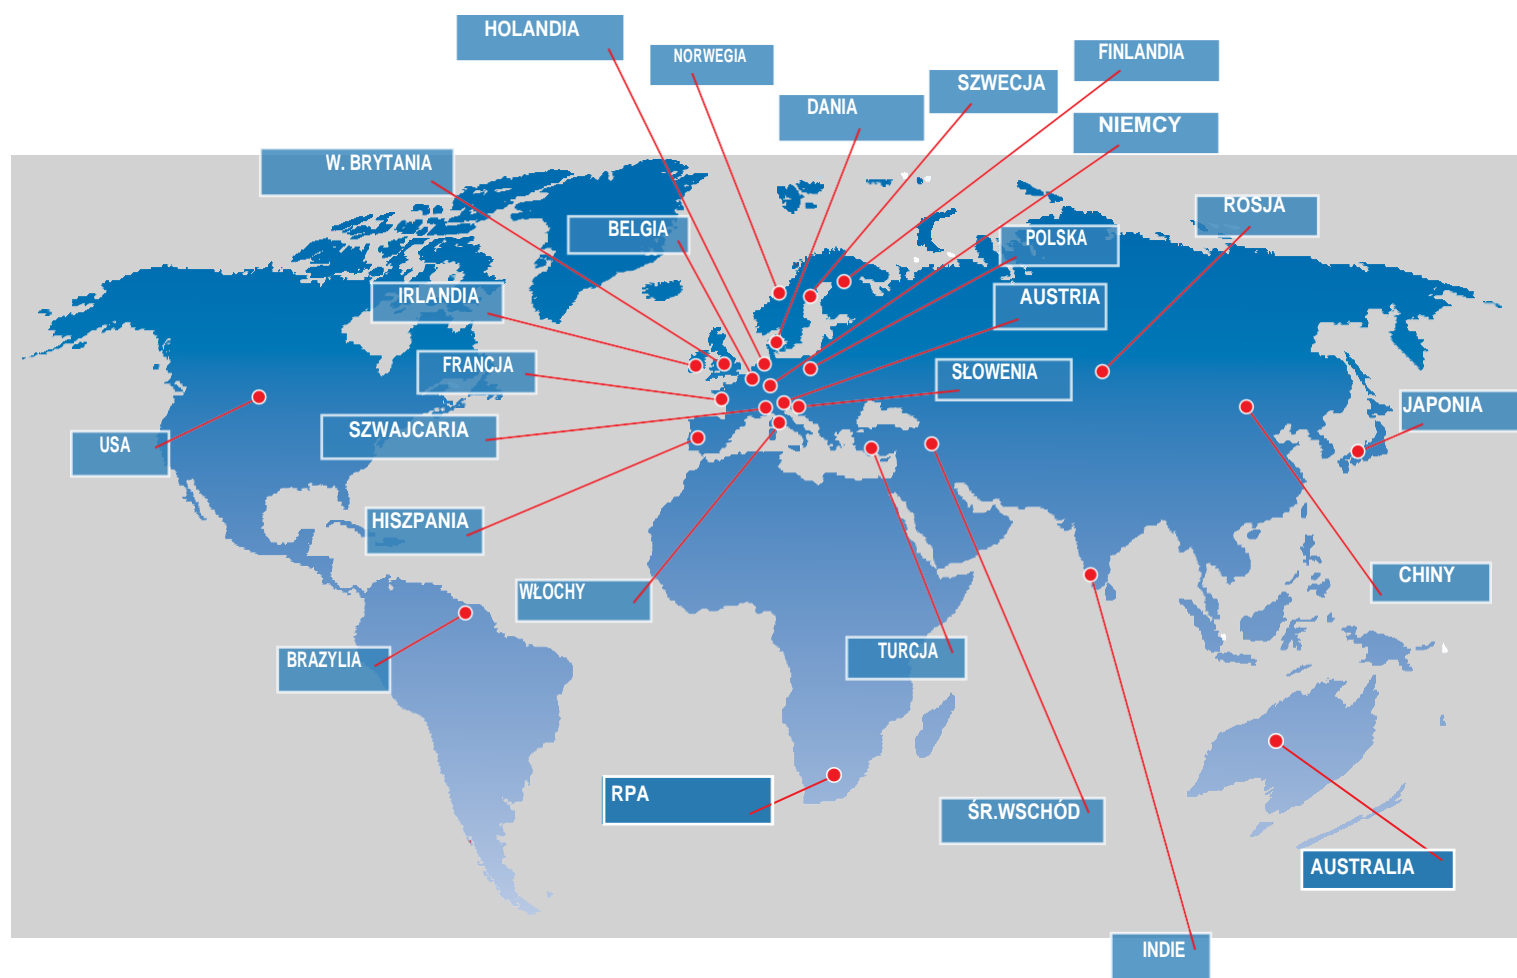 HOLANDIA
NORWEGIA
FINLANDIA
SZWECJA
DANIA
NIEMCY
W. BRYTANIA
ROSJA
BELGIA
POLSKA
IRLANDIA
AUSTRIA
FRANCJA
SŁOWENIA
JAPONIA
SZWAJCARIA
USA
HISZPANIA
CHINY
WŁOCHY
TURCJA
BRAZYLIA
RPA
ŚR.WSCHÓD
AUSTRALIA
INDIE